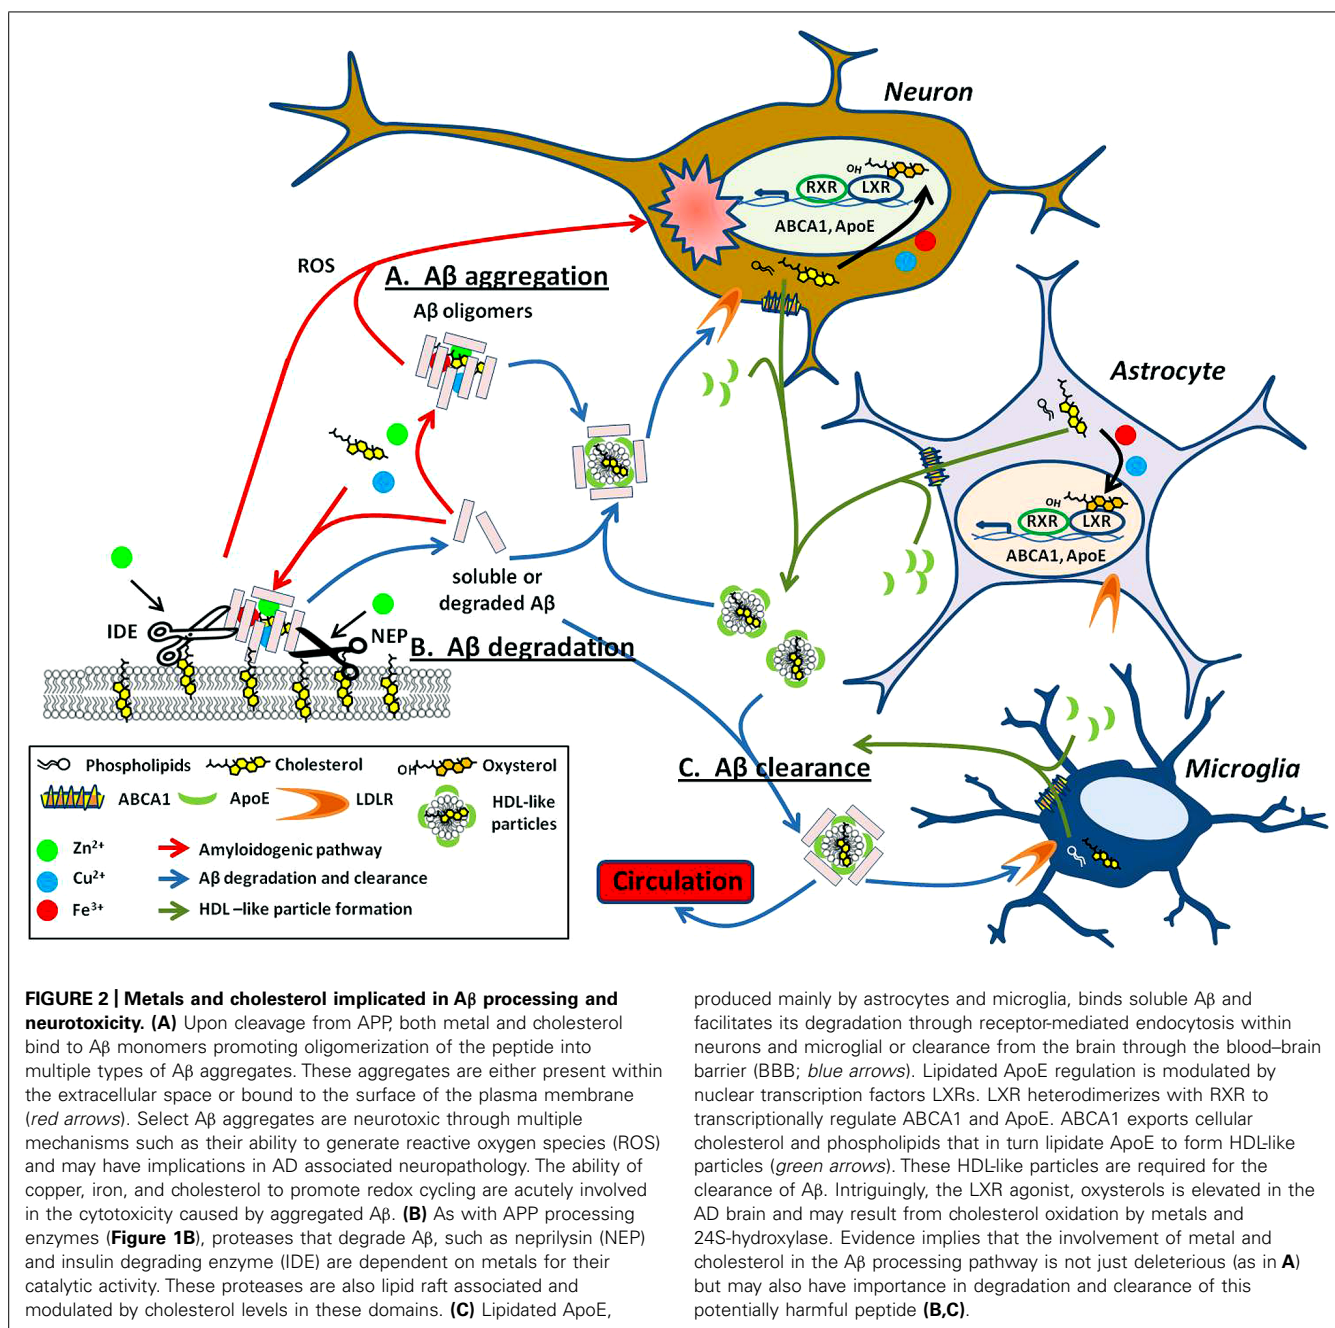 Neuron
OH
RXR
LXR
ABCA1, ApoE
ROS
A. Aβ aggregation
Aβ oligomers
Astrocyte
OH
RXR
LXR
ABCA1, ApoE
soluble or
degraded Aβ
IDE
NEP
B. Aβ degradation
C. Aβ clearance
Microglia
Circulation
Phospholipids
Cholesterol
OH
Oxysterol
ABCA1
ApoE
LDLR
HDL-like
particles
Zn²⁺
Amyloidogenic pathway
Cu²⁺
Aβ degradation and clearance
Fe³⁺
HDL –like particle formation
FIGURE 2 | Metals and cholesterol implicated in Aβ processing and
neurotoxicity. (A) Upon cleavage from APP, both metal and cholesterol
bind to Aβ monomers promoting oligomerization of the peptide into
multiple types of Aβ aggregates. These aggregates are either present within
the extracellular space or bound to the surface of the plasma membrane
(red arrows). Select Aβ aggregates are neurotoxic through multiple
mechanisms such as their ability to generate reactive oxygen species (ROS)
and may have implications in AD associated neuropathology. The ability of
copper, iron, and cholesterol to promote redox cycling are acutely involved
in the cytotoxicity caused by aggregated Aβ. (B) As with APP processing
enzymes (Figure 1B), proteases that degrade Aβ, such as neprilysin (NEP)
and insulin degrading enzyme (IDE) are dependent on metals for their
catalytic activity. These proteases are also lipid raft associated and
modulated by cholesterol levels in these domains. (C) Lipidated ApoE,
produced mainly by astrocytes and microglia, binds soluble Aβ and
facilitates its degradation through receptor-mediated endocytosis within
neurons and microglial or clearance from the brain through the blood–brain
barrier (BBB; blue arrows). Lipidated ApoE regulation is modulated by
nuclear transcription factors LXRs. LXR heterodimerizes with RXR to
transcriptionally regulate ABCA1 and ApoE. ABCA1 exports cellular
cholesterol and phospholipids that in turn lipidate ApoE to form HDL-like
particles (green arrows). These HDL-like particles are required for the
clearance of Aβ. Intriguingly, the LXR agonist, oxysterols is elevated in the
AD brain and may result from cholesterol oxidation by metals and
24S-hydroxylase. Evidence implies that the involvement of metal and
cholesterol in the Aβ processing pathway is not just deleterious (as in A)
but may also have importance in degradation and clearance of this
potentially harmful peptide (B,C).